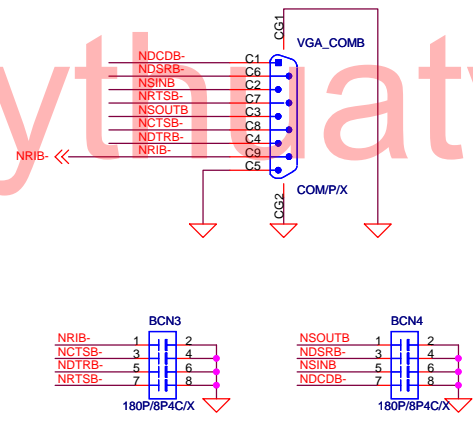 CG1
VGA_COMB
NDCDB- C1
NDSRB- C6
NSINB C2
NRTSB- C7
NSOUTB C3
NCTSB- C8
NDTRB- C4
NRIB- NRIB- C9
C5
COM/P/X
CG2
ythuatv
BCN3
NRIB- 1 2
NCTSB- 3 4
NDTRB- 5 6
NRTSB- 7 8
180P/8P4C/X
BCN4
NSOUTB 1 2
NDSRB- 3 4
NSINB 5 6
NDCDB- 7 8
180P/8P4C/X